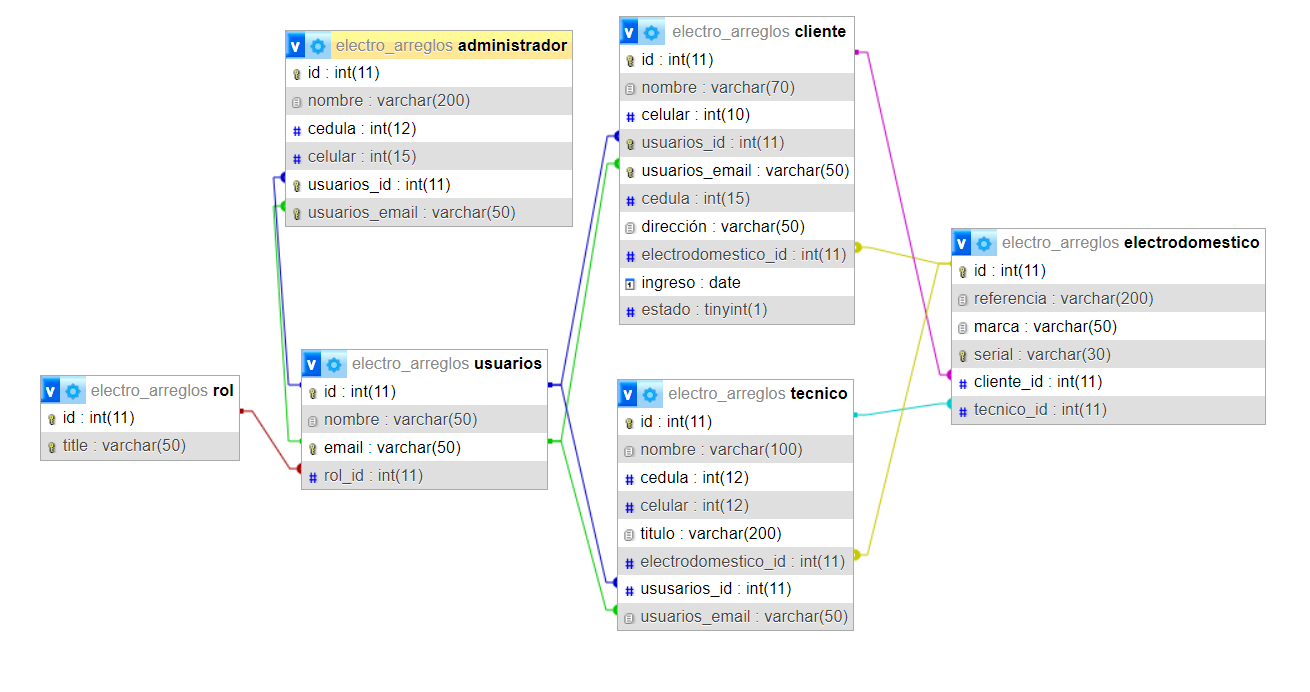 electro_arreglos administrador
id : int(11)
nombre : varchar(200)
cedula : int(12)
celular : int(15)
usuarios_id : int(11)
usuarios_email : varchar(50)
electro_arreglos cliente
id : int(11)
nombre : varchar(70)
celular : int(10)
usuarios_id : int(11)
usuarios_email : varchar(50)
cedula : int(15)
dirección : varchar(50)
electrodomestico_id : int(11)
ingreso : date
estado : tinyint(1)
electro_arreglos electrodomestico
id : int(11)
referencia : varchar(200)
marca : varchar(50)
serial : varchar(30)
cliente_id : int(11)
tecnico_id : int(11)
electro_arreglos rol
id : int(11)
title : varchar(50)
electro_arreglos usuarios
id : int(11)
nombre : varchar(50)
email : varchar(50)
rol_id : int(11)
electro_arreglos tecnico
id : int(11)
nombre : varchar(100)
cedula : int(12)
celular : int(12)
titulo : varchar(200)
electrodomestico_id : int(11)
ususarios_id : int(11)
usuarios_email : varchar(50)